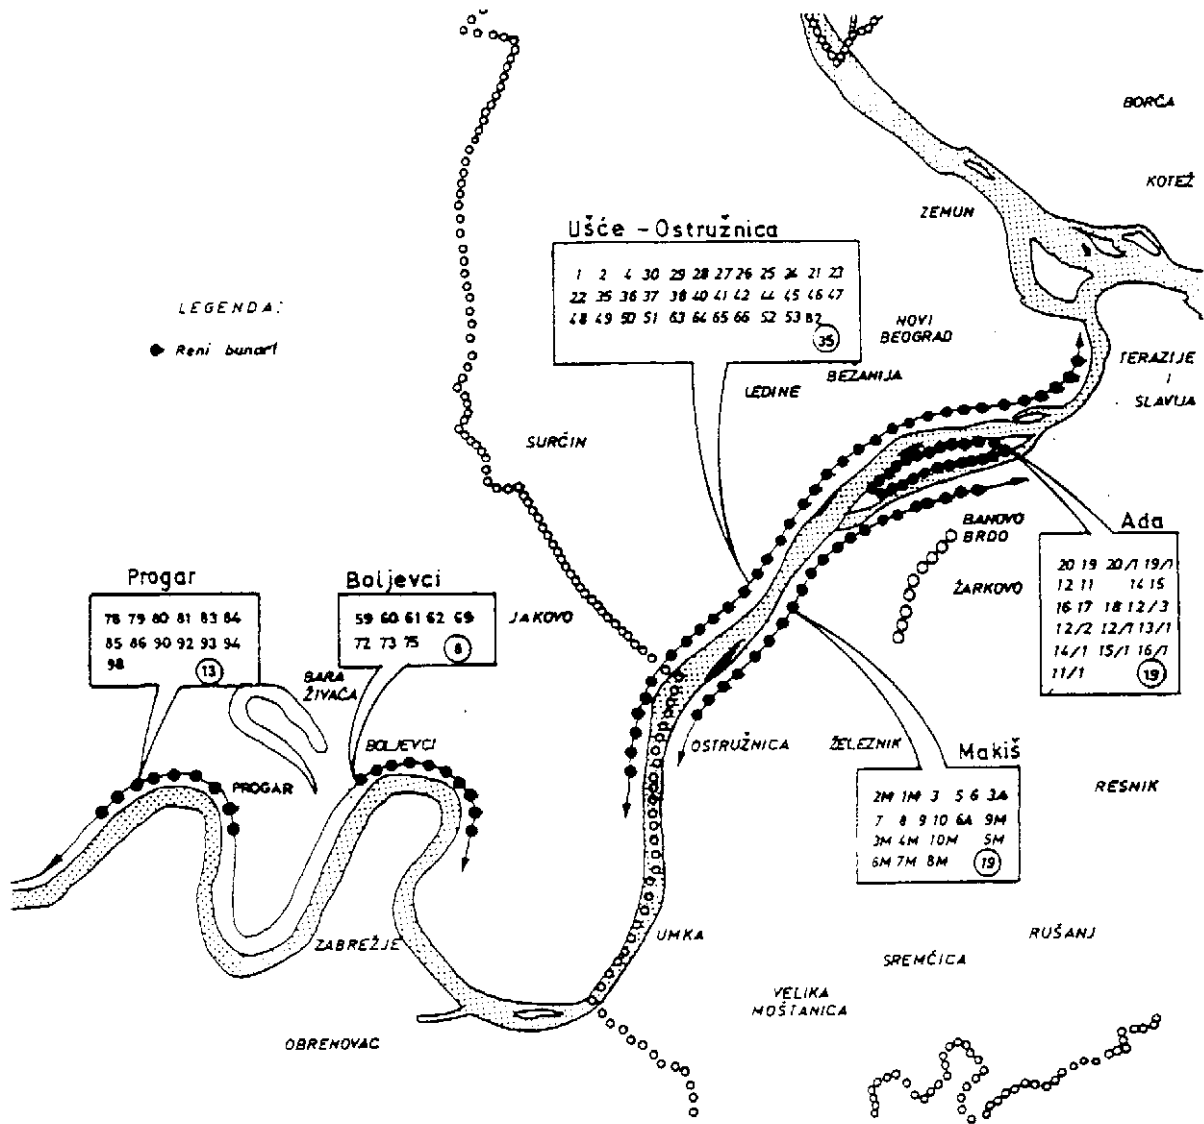 BORČA
KOTEŽ
ZEMUN
Ušće - Ostružnica
1 2 4 30 29 28 27 26 25 24 21 23
22 35 36 37 38 40 41 42 44 45 46 47
48 49 50 51 63 64 65 66 52 53 82
35
LEGENDA:
Reni bunari
NOVI
BEOGRAD
BEZANIJA
LEDINE
TERAZIJE
I
SLAVIJA
SURČIN
BANOVO
BRDO
ŽARKOVO
Ada
20 19 20/1 19/1
12 11 14 15
16 17 18 12/3
12/2 12/1 13/1
14/1 15/1 16/1
11/1
19
Progar
78 79 80 81 83 84
85 86 90 92 93 94
98
13
Boljevci
59 60 61 62 69
72 73 75
8
JAKOVO
BARA
ŽIVAČA
BOLJEVCI
PROGAR
OSTRUŽNICA
ŽELEZNIK
Makiš
2M 1M 3 5 6 3A
7 8 9 10 6A 9M
3M 4M 10M 5M
6M 7M 8M
19
RESNIK
ZABREŽJE
UMKA
RUŠANJ
SREMČICA
VELIKA
MOŠTANICA
OBRENOVAC